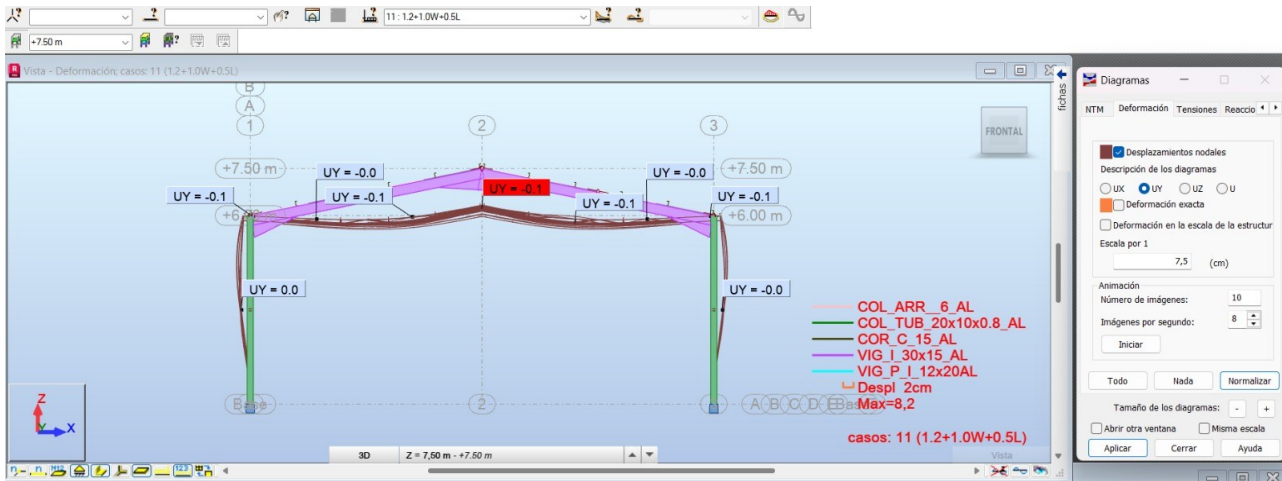 11 : 1.2+1.0W+0.5L
+7.50 m
Vista - Deformación; casos: 11 (1.2+1.0W+0.5L)
fichas
B
A
1
2
3
FRONTAL
+7.50 m
UY = -0.0
UY = -0.0
+7.50 m
UY = -0.1
UY = -0.1
UY = -0.1
UY = -0.1
UY = -0.1
+6.00 m
UY = 0.0
UY = -0.0
COL_ARR__6_AL
COL_TUB_20x10x0.8_AL
COR_C_15_AL
VIG_I_30x15_AL
VIG_P_I_12x20AL
Despl 2cm
Max=8,2
Base
2
A
B
C
D
casos: 11 (1.2+1.0W+0.5L)
Z
Y
X
3D
Z = 7,50 m - +7.50 m
Vista
Diagramas
NTM
Deformación
Tensiones
Reaccio
Desplazamientos nodales
Descripción de los diagramas
UX
UY
UZ
U
Deformación exacta
Deformación en la escala de la estructur
Escala por 1
7,5
(cm)
Animación
Número de imágenes:
10
Imágenes por segundo:
8
Iniciar
Todo
Nada
Normalizar
Tamaño de los diagramas:
-
+
Abrir otra ventana
Misma escala
Aplicar
Cerrar
Ayuda